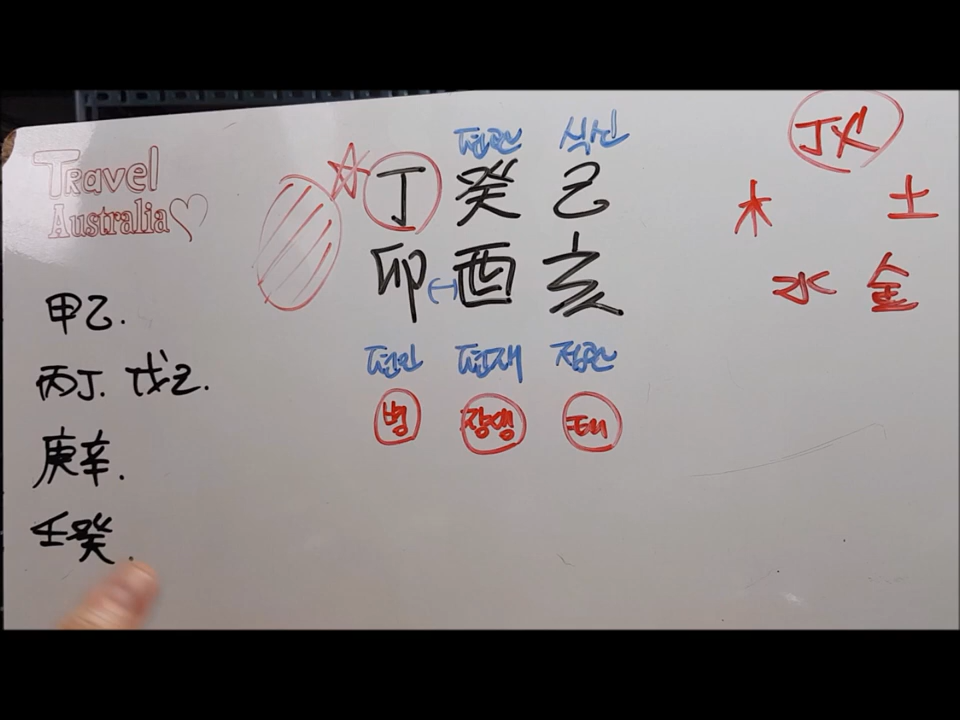 Travel
Australia
편관 식신
丁 癸 己
卯 酉 亥
편인 편재 정관
병 장생 태
丁火
木 土
水 金
甲乙.
丙丁. 戊己.
庚辛.
壬癸.